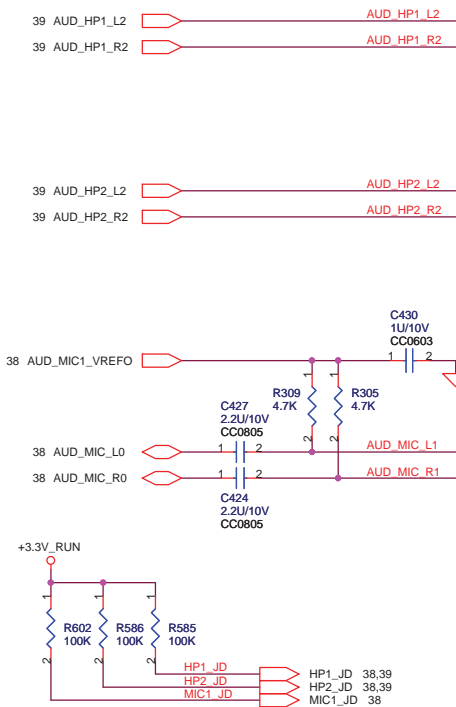 39 AUD_HP1_L2 AUD_HP1_L2
39 AUD_HP1_R2 AUD_HP1_R2
39 AUD_HP2_L2 AUD_HP2_L2
39 AUD_HP2_R2 AUD_HP2_R2
C430
1U/10V
CC0603
38 AUD_MIC1_VREFO 1 2
1 1
R309 R305
4.7K 4.7K
2 2
C427
2.2U/10V
CC0805
38 AUD_MIC_L0 1 2 AUD_MIC_L1
38 AUD_MIC_R0 1 2 AUD_MIC_R1
C424
2.2U/10V
CC0805
+3.3V_RUN
1 1 1
R602 R586 R585
100K 100K 100K
2 2 2
HP1_JD HP1_JD 38,39
HP2_JD HP2_JD 38,39
MIC1_JD MIC1_JD 38